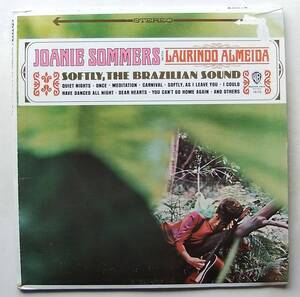 STEREO
JOANIE SOMMERS
LAURINDO ALMEIDA
SOFTLY, THE BRAZILIAN SOUND
QUIET NIGHTS · ONCE · MEDITATION · CARNIVAL · SOFTLY, AS I LEAVE YOU · I COULD
HAVE DANCED ALL NIGHT · DEAR HEARTS · YOU CAN'T GO HOME AGAIN · AND OTHERS